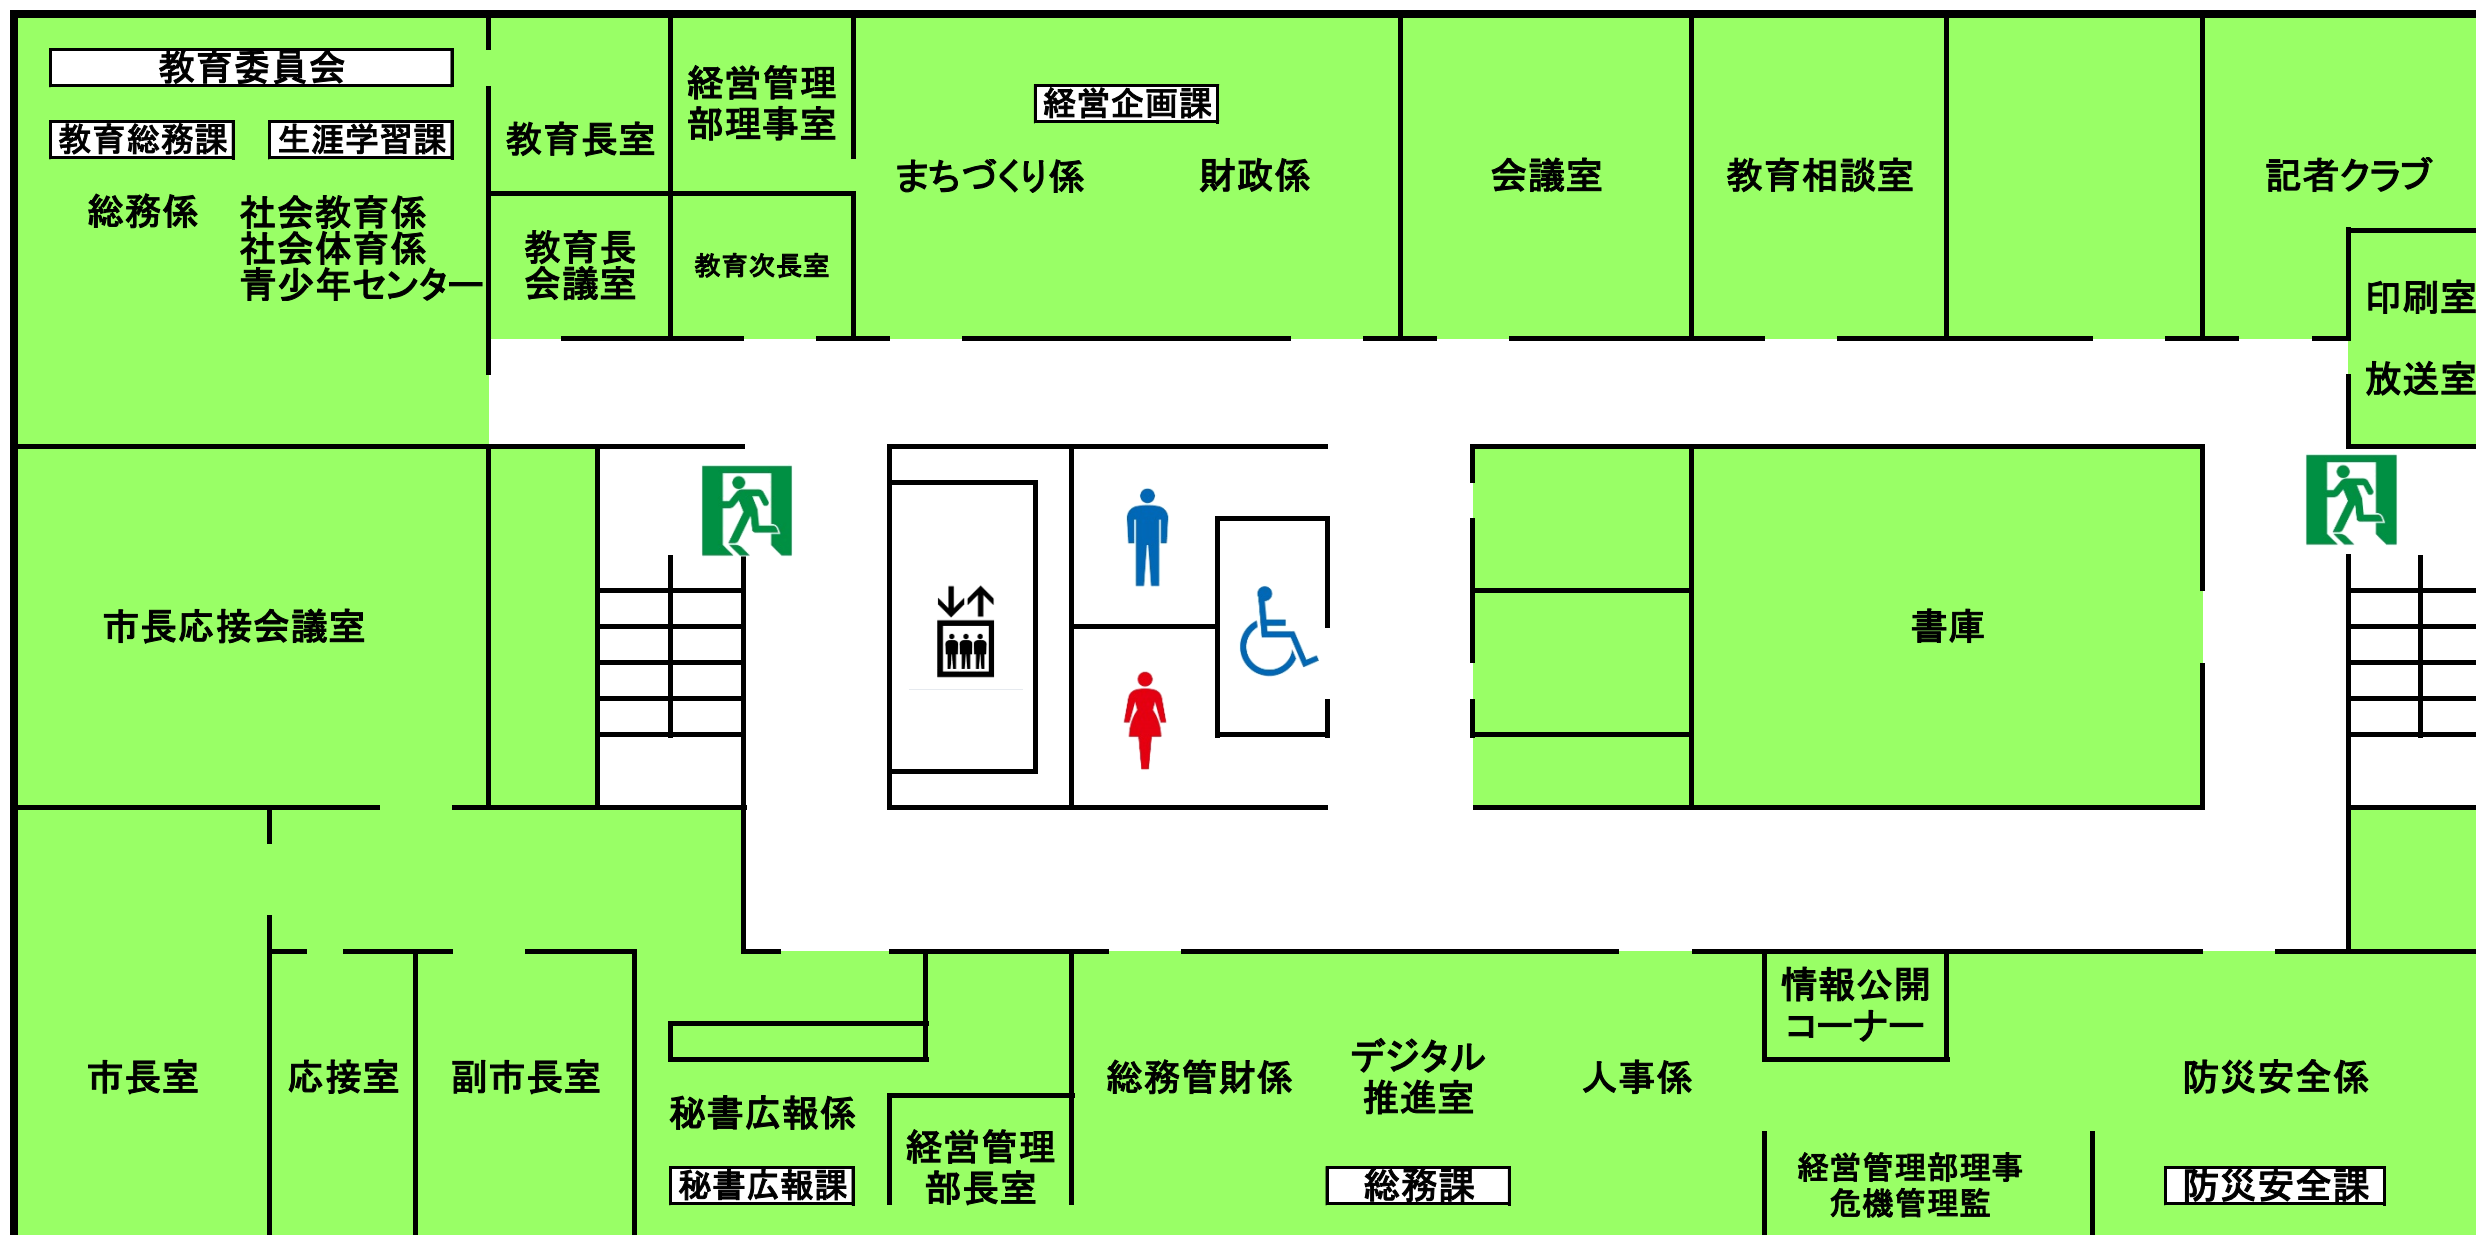 教育委員会
教育総務課
生涯学習課
総務係
社会教育係
社会体育係
青少年センター
教育長室
経営管理
部理事室
教育長
会議室
教育次長室
経営企画課
まちづくり係
財政係
会議室
教育相談室
記者クラブ
印刷室
放送室
市長応接会議室
書庫
市長室
応接室
副市長室
秘書広報係
秘書広報課
経営管理
部長室
総務管財係
デジタル
推進室
人事係
総務課
情報公開
コーナー
経営管理部理事
危機管理監
防災安全係
防災安全課